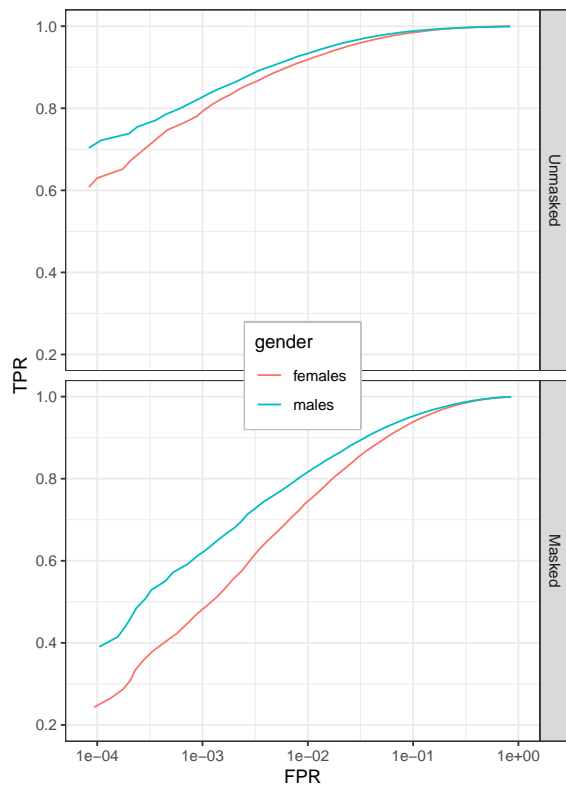 1.0
0.8
0.6
0.4
0.2
Unmasked
TPR
gender
females
males
1.0
0.8
0.6
0.4
0.2
Masked
1e−04
1e−03
1e−02
1e−01
1e+00
FPR